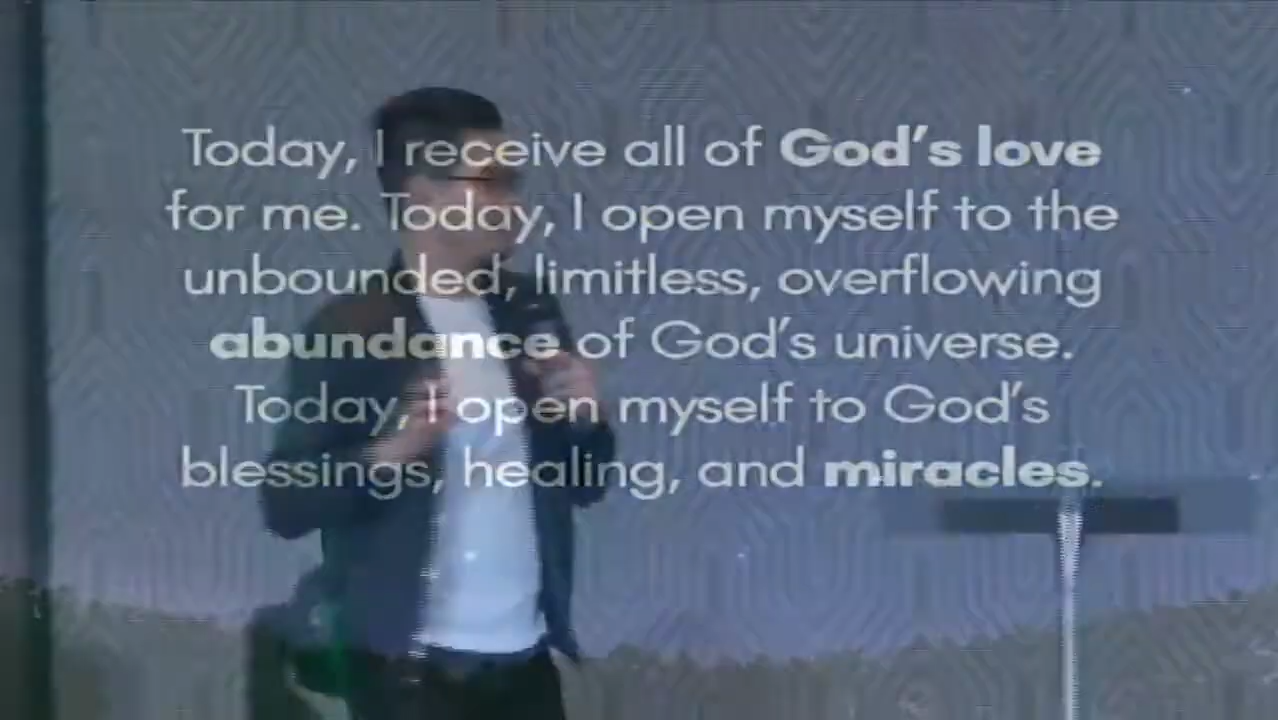 Today, I receive all of God's love
for me. Today, I open myself to the
unbounded, limitless, overflowing
abundance of God's universe.
Today, I open myself to God's
blessings, healing, and miracles.